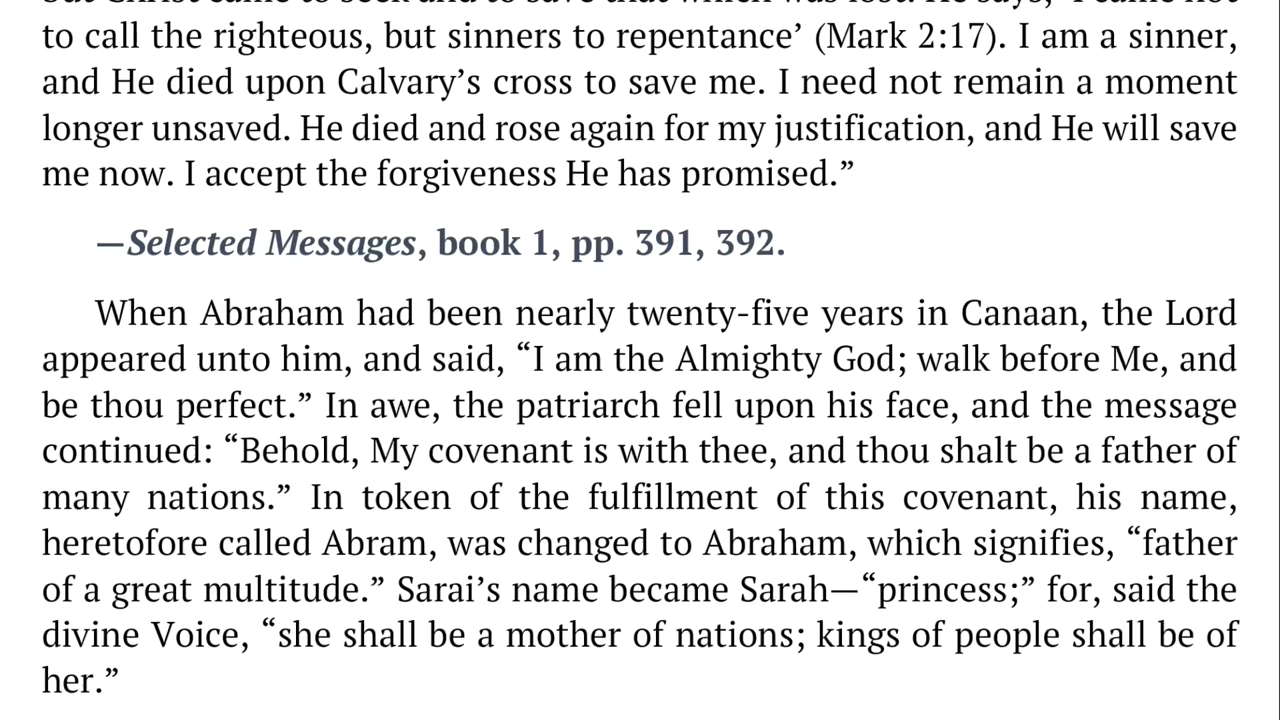 to call the righteous, but sinners to repentance’ (Mark 2:17). I am a sinner,
and He died upon Calvary’s cross to save me. I need not remain a moment
longer unsaved. He died and rose again for my justification, and He will save
me now. I accept the forgiveness He has promised.”
—Selected Messages, book 1, pp. 391, 392.
When Abraham had been nearly twenty-five years in Canaan, the Lord
appeared unto him, and said, “I am the Almighty God; walk before Me, and
be thou perfect.” In awe, the patriarch fell upon his face, and the message
continued: “Behold, My covenant is with thee, and thou shalt be a father of
many nations.” In token of the fulfillment of this covenant, his name,
heretofore called Abram, was changed to Abraham, which signifies, “father
of a great multitude.” Sarai’s name became Sarah—“princess;” for, said the
divine Voice, “she shall be a mother of nations; kings of people shall be of
her.”